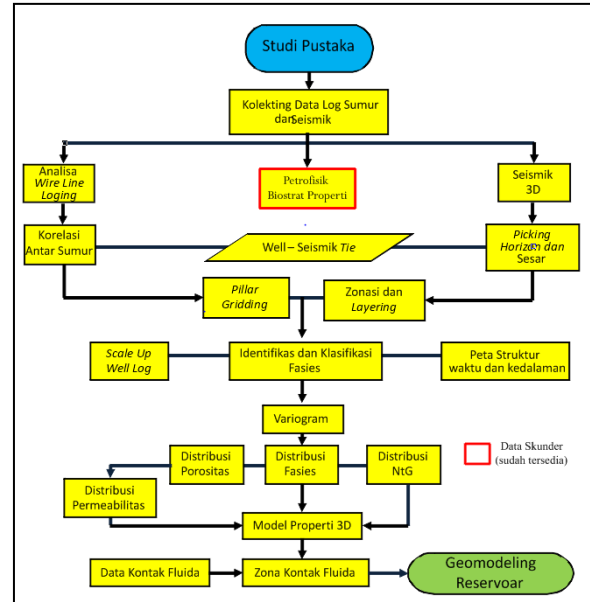 Studi Pustaka
Kolekting Data Log Sumur
dan Seismik
Analisa
Wire Line
Loging
Petrofisik
Biostrat Properti
Seismik
3D
Korelasi
Antar Sumur
Well – Seismik Tie
Picking
Horizon dan
Sesar
Pillar
Gridding
Zonasi dan
Layering
Scale Up
Well Log
Identifikas dan Klasifikasi
Fasies
Peta Struktur
waktu dan kedalaman
Variogram
Distribusi
Porositas
Distribusi
Fasies
Distribusi
NtG
Data Skunder
(sudah tersedia)
Distribusi
Permeabilitas
Model Properti 3D
Data Kontak Fluida
Zona Kontak Fluida
Geomodeling
Reservoar